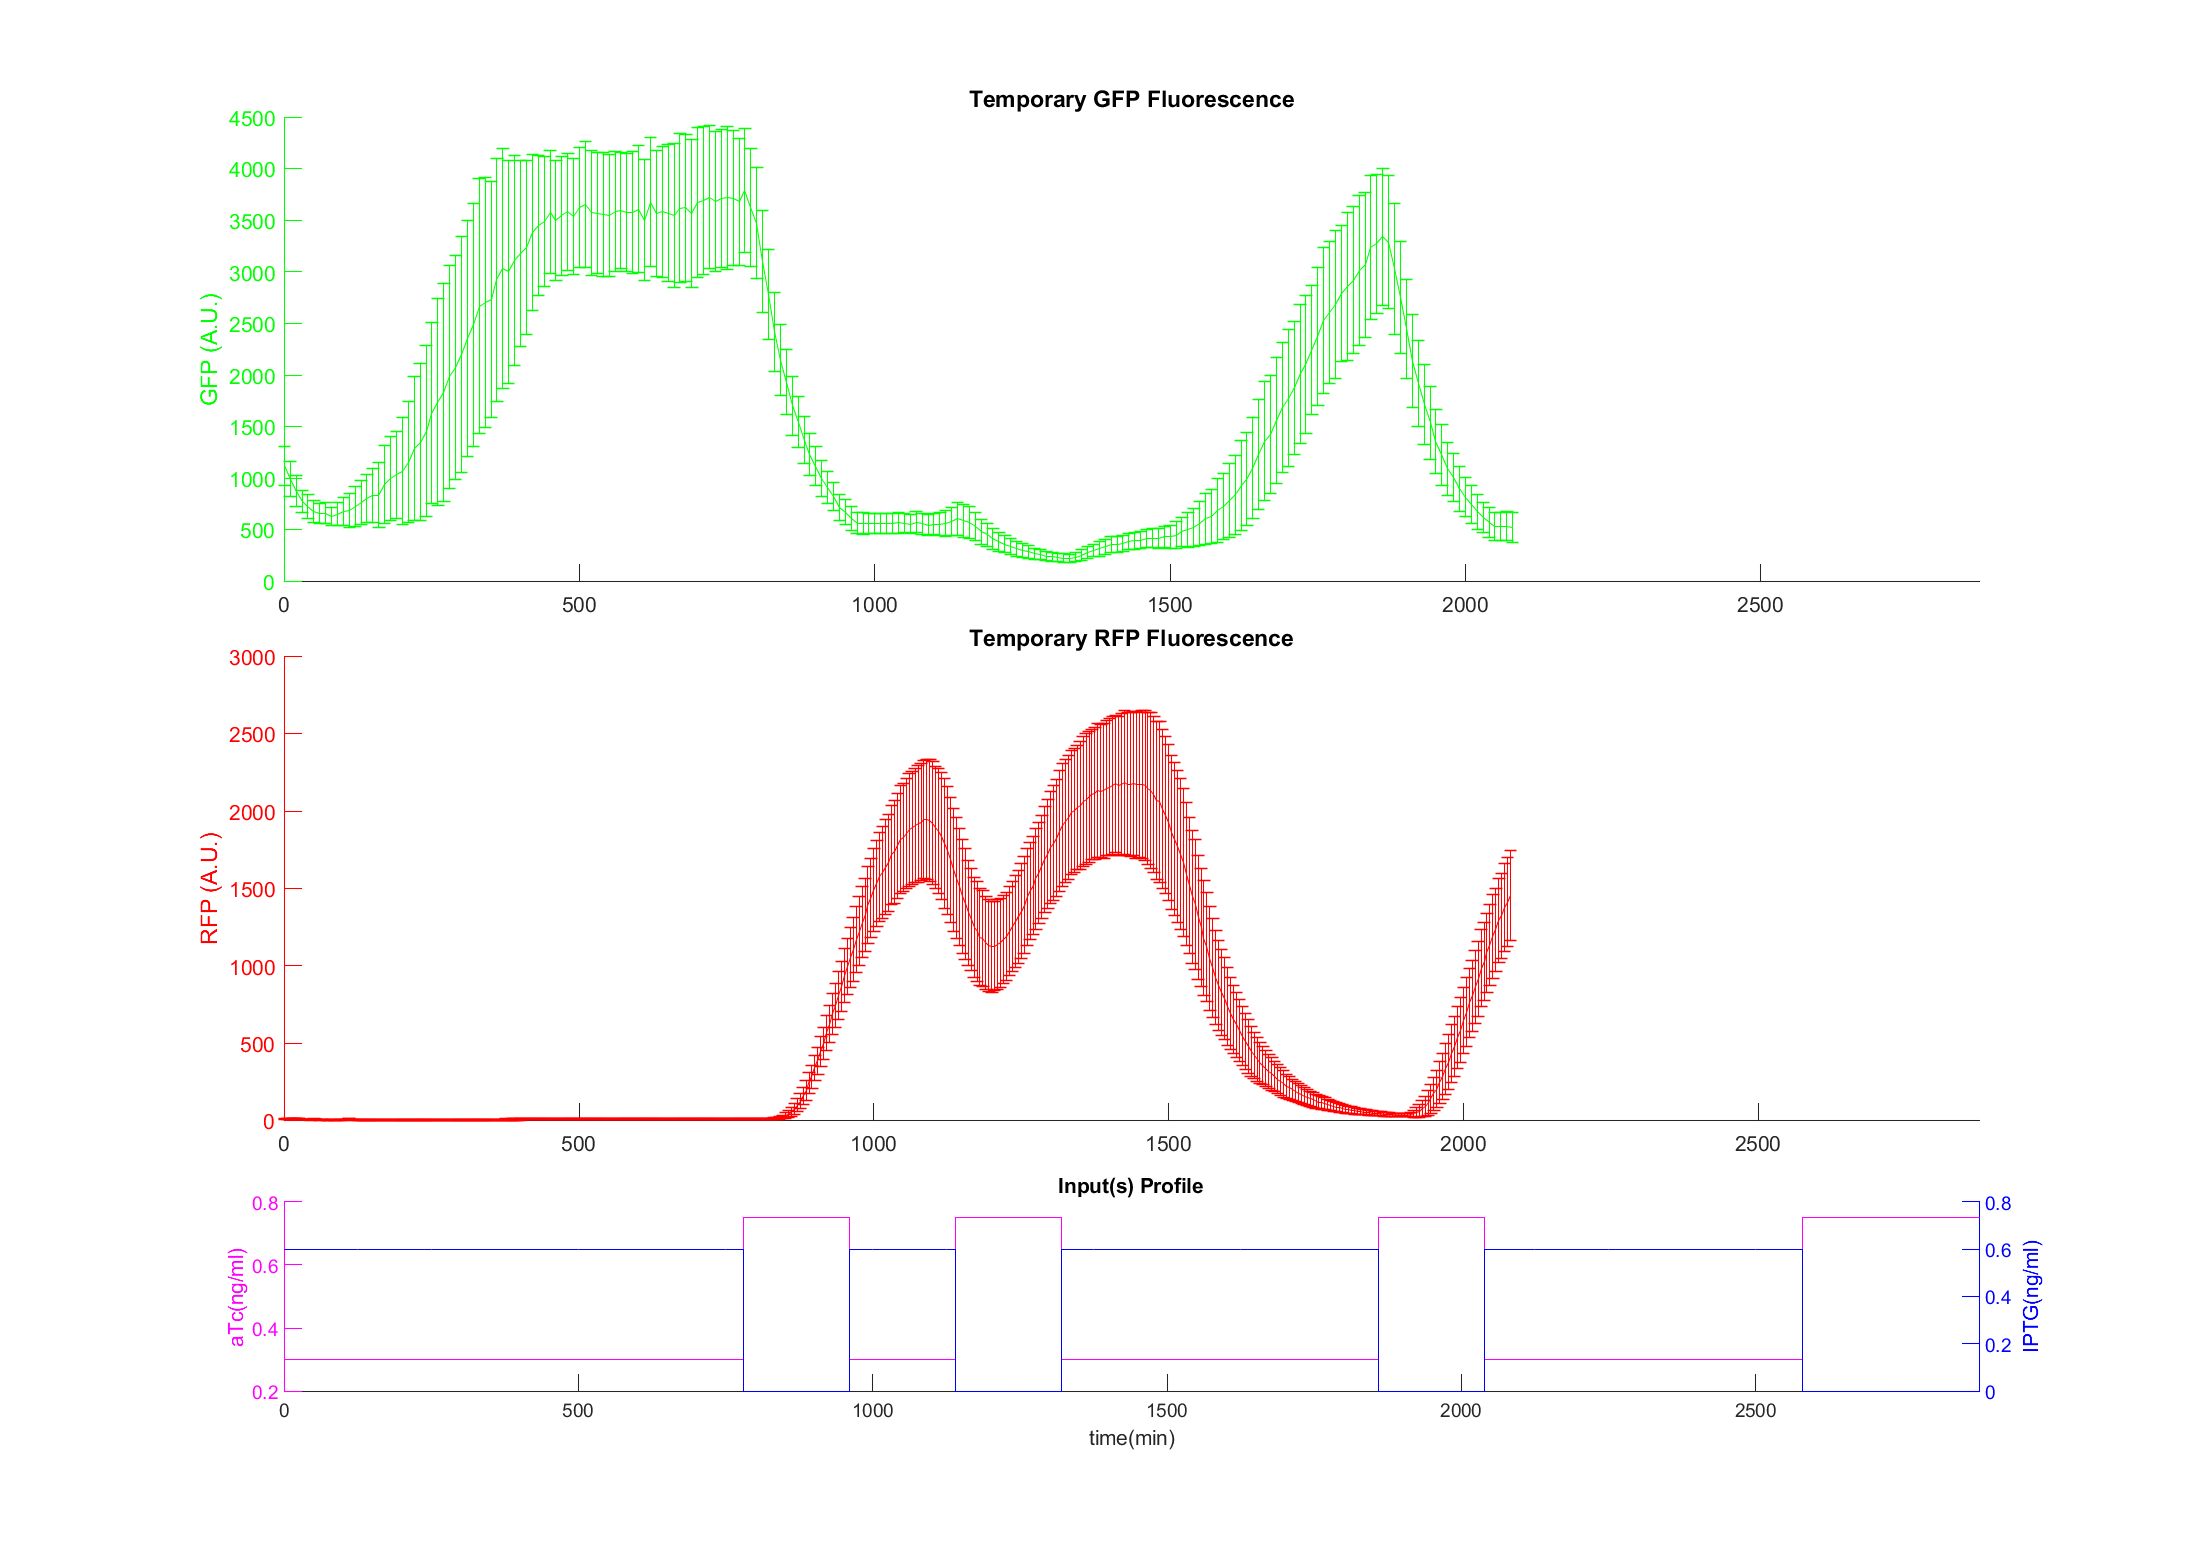 Temporary GFP Fluorescence
4500
4000
3500
3000
2500
2000
1500
1000
500
0
GFP (A.U.)
0 500 1000 1500 2000 2500
Temporary RFP Fluorescence
3000
2500
2000
1500
1000
500
0
RFP (A.U.)
0 500 1000 1500 2000 2500
Input(s) Profile
0.8
0.6
0.4
0.2
aTc(ng/ml)
0.8
0.6
0.4
0.2
0
IPTG(ng/ml)
0 500 1000 1500 2000 2500
time(min)